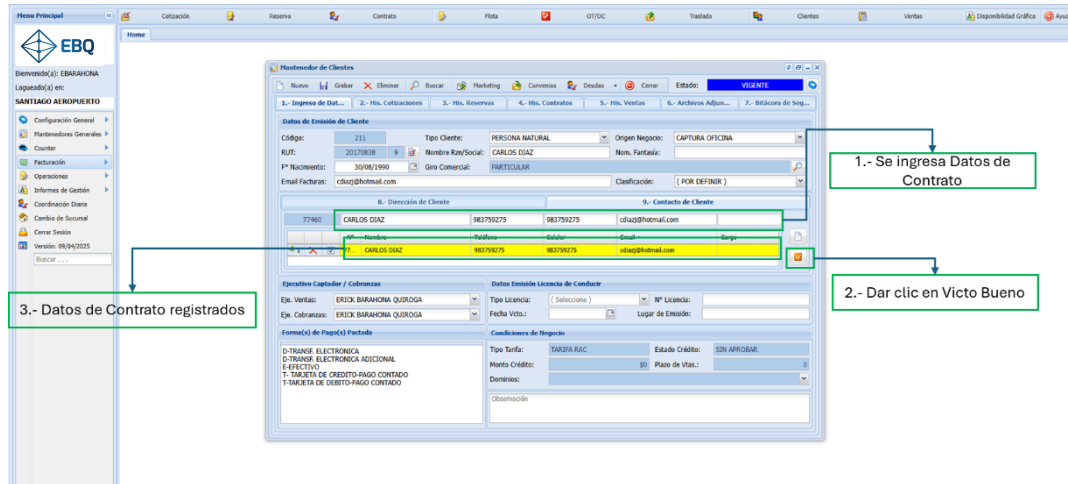 Menu Principal
Cotización
Reserva
Contrato
Flota
OT/OC
Traslado
Clientes
Ventas
Disponibilidad Gráfica
Ayud
Home
EBQ
Bienvenido(a): EBARAHONA
Logueado(a) en:
SANTIAGO AEROPUERTO
Configuración General
Mantenedores Generales
Counter
Facturación
Operaciones
Informes de Gestión
Coordinación Diaria
Cambio de Sucursal
Cerrar Sesión
Versión: 09/04/2025
Buscar . . .
Mantenedor de Clientes
Nuevo Grabar Eliminar Buscar Marketing Convenios Deudas Cerrar Estado: VIGENTE
1.- Ingreso de Dat... 2.- His. Cotizaciones 3.- His. Reservas 4.- His. Contratos 5.- His. Ventas 6.- Archivos Adjun... 7.- Bitácora de Seg...
Datos de Emisión de Cliente
Código: 211 Tipo Cliente: PERSONA NATURAL Origen Negocio: CAPTURA OFICINA
RUT: 20170838 9 Nombre Rzn/Social: CARLOS DIAZ Nom. Fantasía:
F° Nacimiento: 30/08/1990 Giro Comercial: PARTICULAR
Email Facturas: cdiazj@hotmail.com Clasificación: ( POR DEFINIR )
8.- Dirección de Cliente 9.- Contacto de Cliente
77460 CARLOS DIAZ 983759275 983759275 cdiazj@hotmail.com
N° Nombre Teléfono Celular Email Cargo
1 77... CARLOS DIAZ 983759275 983759275 cdiazj@hotmail.com
Ejecutivo Captador / Cobranzas
Datos Emisión Licencia de Conducir
Eje. Ventas: ERICK BARAHONA QUIROGA Tipo Licencia: ( Seleccione ) N° Licencia:
Eje. Cobranzas: ERICK BARAHONA QUIROGA Fecha Vcto.: Lugar de Emisión:
Forma(s) de Pago(s) Pactada
Condiciones de Negocio
D-TRANSF. ELECTRONICA
D-TRANSF. ELECTRONICA ADICIONAL
E-EFECTIVO
T- TARJETA DE CREDITO-PAGO CONTADO
T-TARJETA DE DEBITO-PAGO CONTADO
Tipo Tarifa: TARIFA RAC Estado Crédito: SIN APROBAR
Monto Crédito: $0 Plazo de Vtas.: 0
Dominios:
Observación
1.- Se ingresa Datos de
Contrato
2.- Dar clic en Victo Bueno
3.- Datos de Contrato registrados